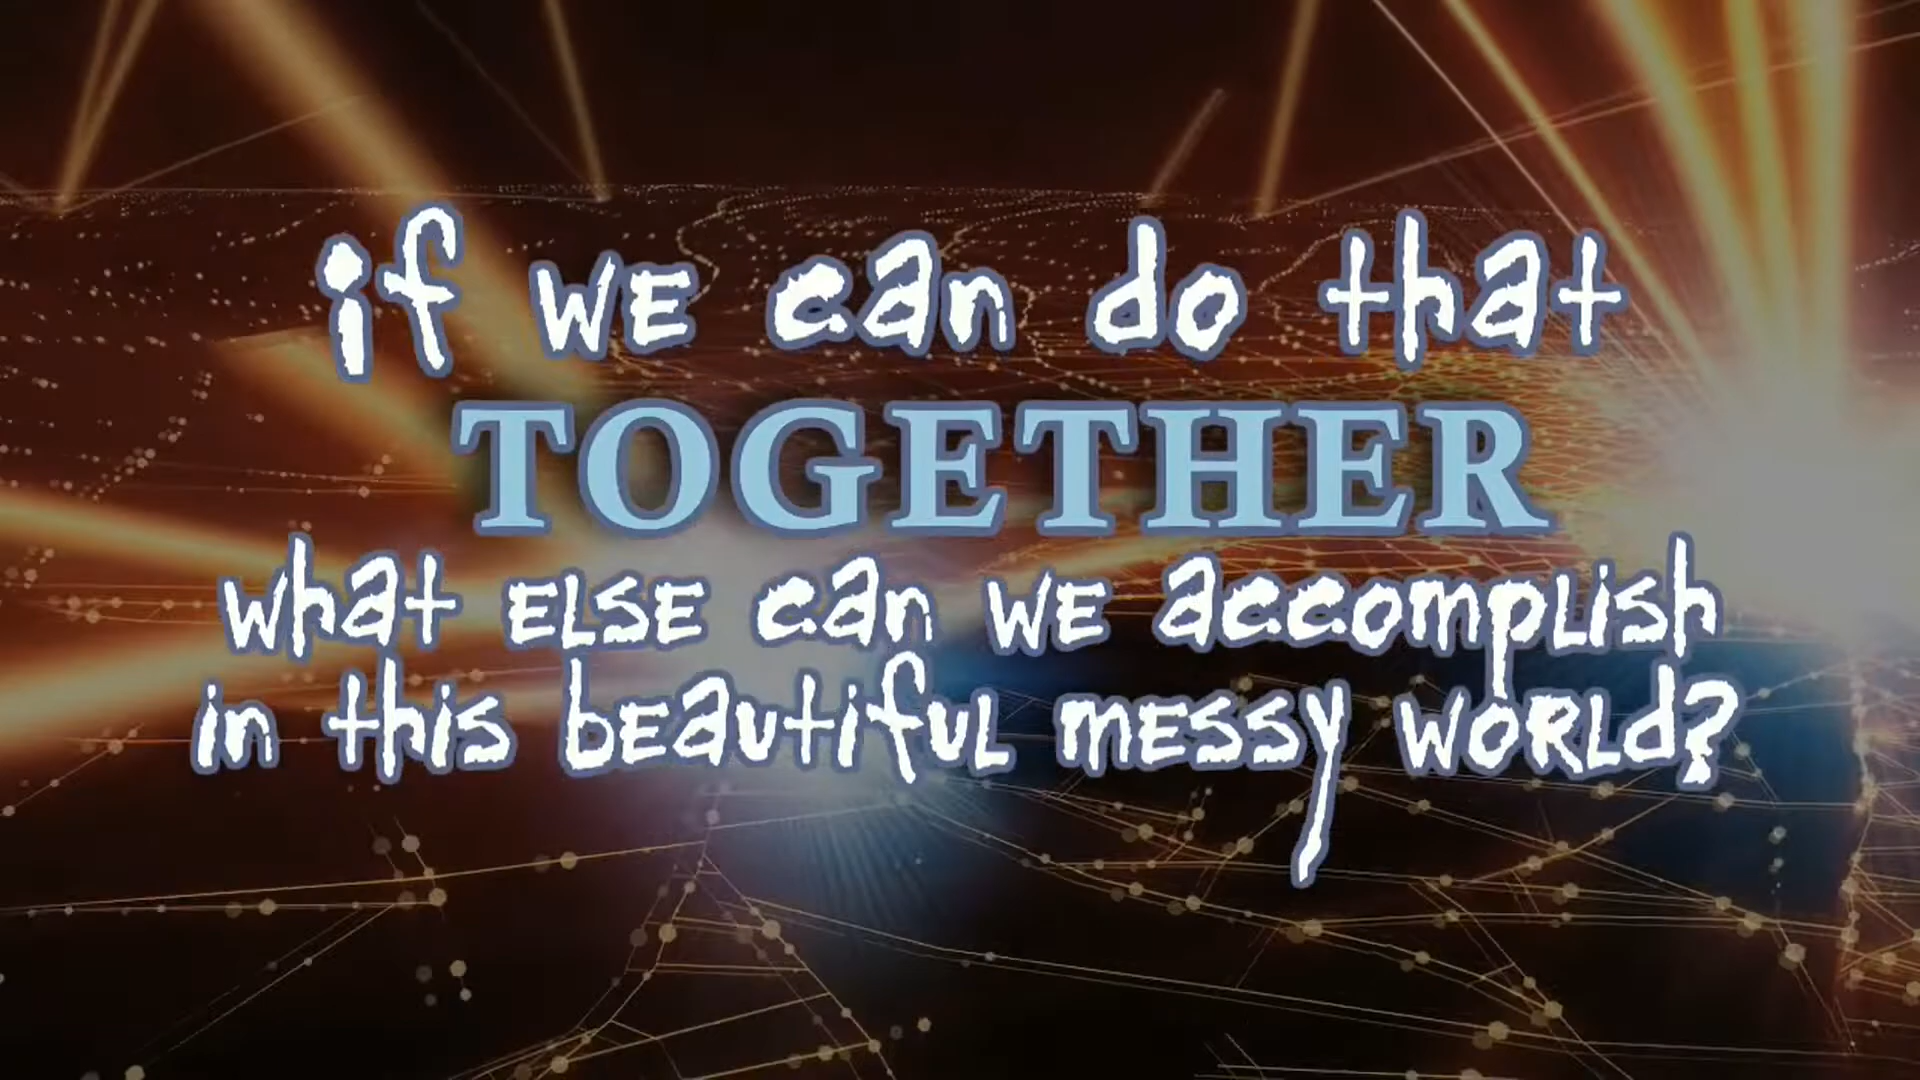 if we can do that
TOGETHER
what else can we accomplish
in this beautiful messy world?